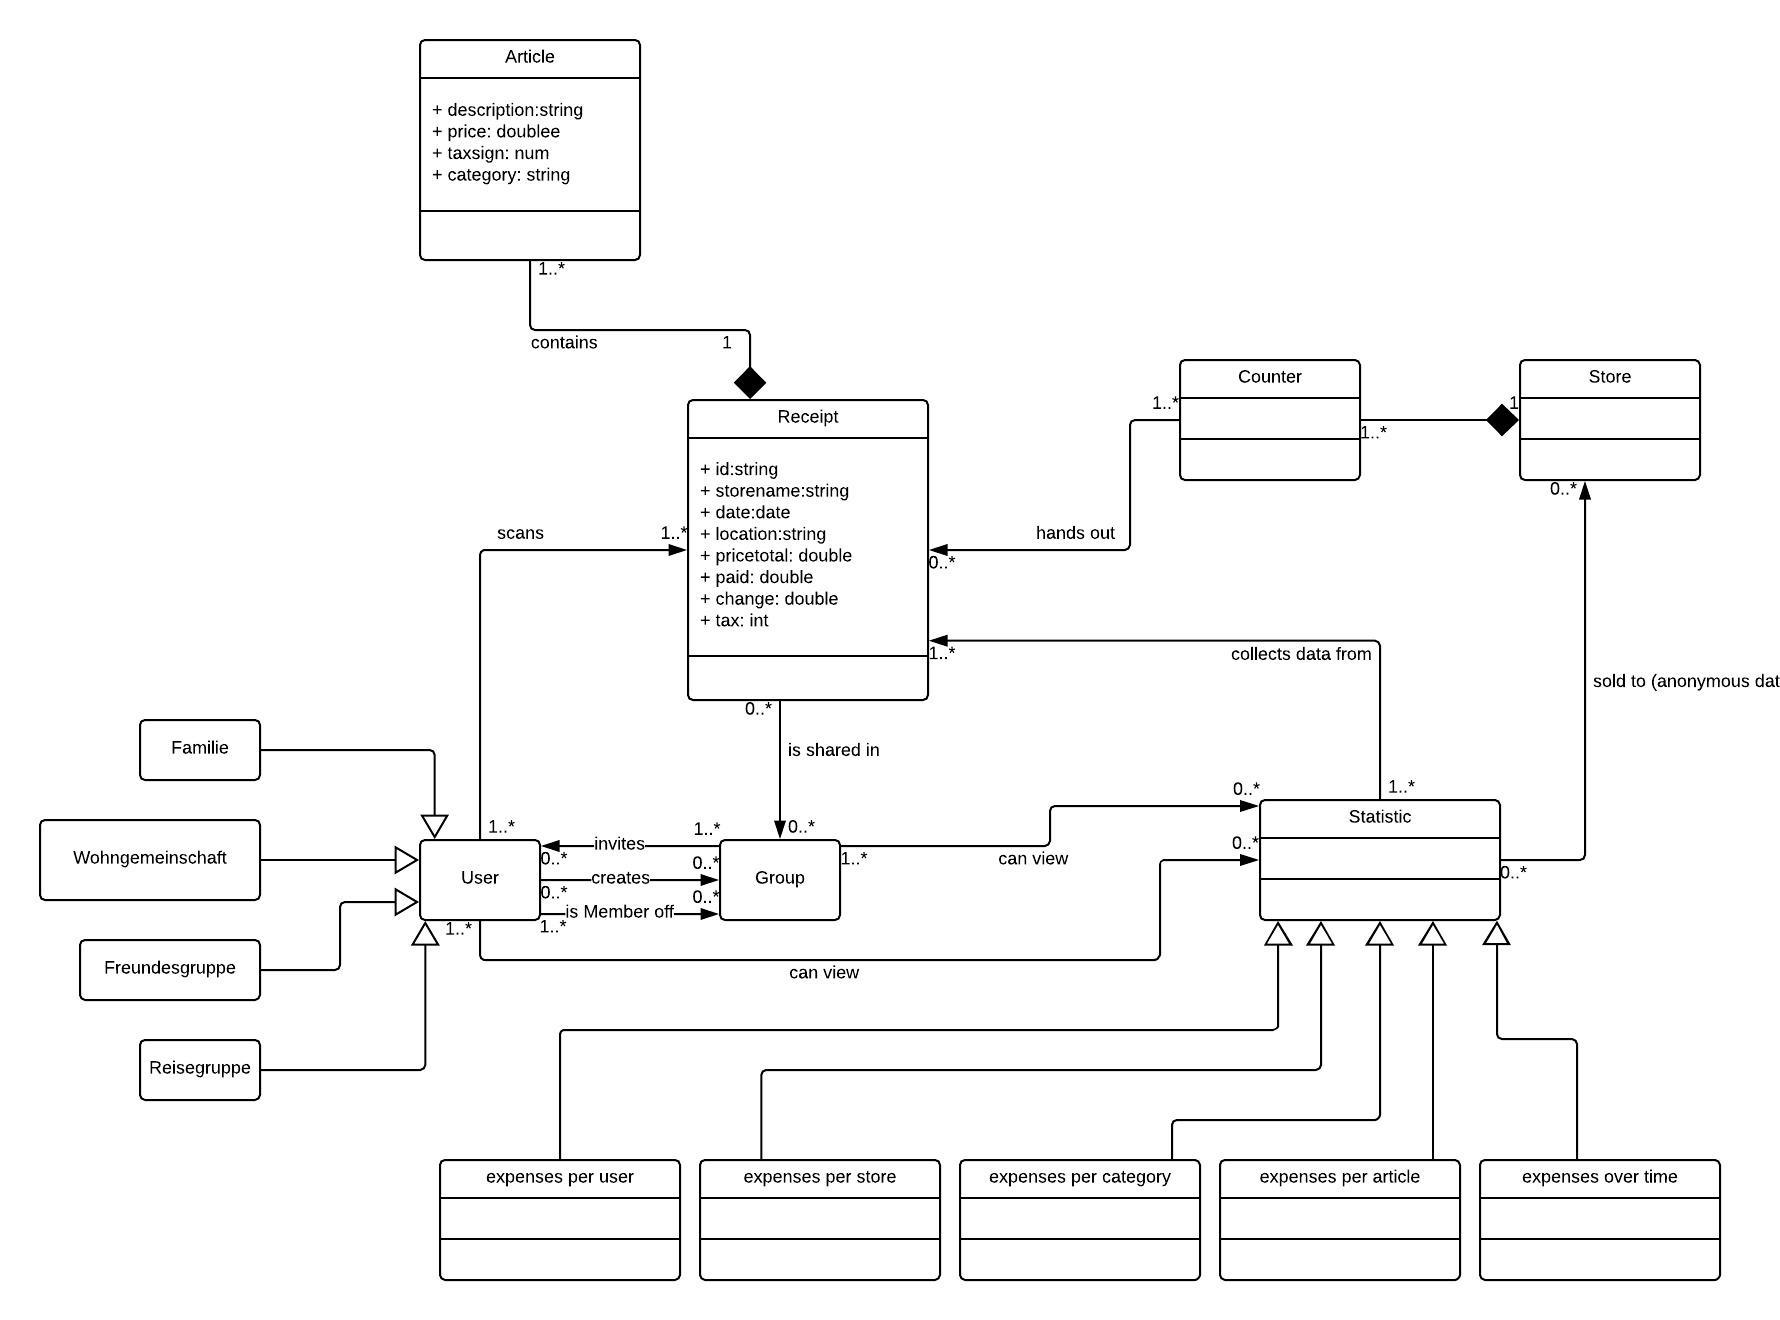 Article
+ description:string
+ price: doublee
+ taxsign: num
+ category: string
1..*
contains
1
Receipt
+ id:string
+ storename:string
+ date:date
+ location:string
+ pricetotal: double
+ paid: double
+ change: double
+ tax: int
Counter
Store
1..*
1
1..*
0..*
scans
1..*
hands out
0..*
1..*
collects data from
sold to (anonymous dat
0..*
is shared in
Familie
Wohngemeinschaft
Freundesgruppe
Reisegruppe
1..*
1..*
0..*
0..*
1..*
invites
0..*
0..*
creates
0..*
0..*
is Member off
1..*
1..*
User
Group
1..*
can view
0..*
Statistic
0..*
can view
expenses per user
expenses per store
expenses per category
expenses per article
expenses over time